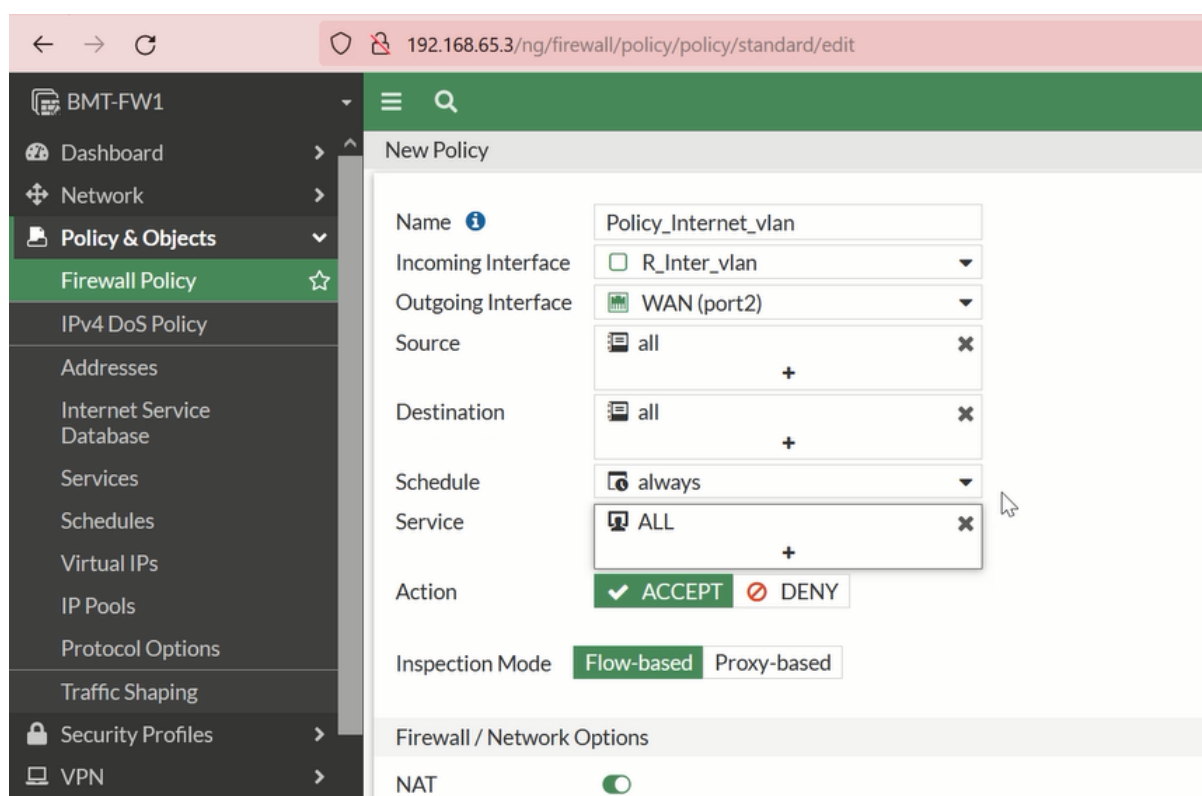 192.168.65.3/ng/firewall/policy/policy/standard/edit
BMT-FW1
Dashboard
Network
Policy & Objects
Firewall Policy
IPv4 DoS Policy
Addresses
Internet Service
Database
Services
Schedules
Virtual IPs
IP Pools
Protocol Options
Traffic Shaping
Security Profiles
VPN
New Policy
Name Policy_Internet_vlan
Incoming Interface R_Inter_vlan
Outgoing Interface WAN (port2)
Source all
Destination all
Schedule always
Service ALL
Action ACCEPT DENY
Inspection Mode Flow-based Proxy-based
Firewall / Network Options
NAT